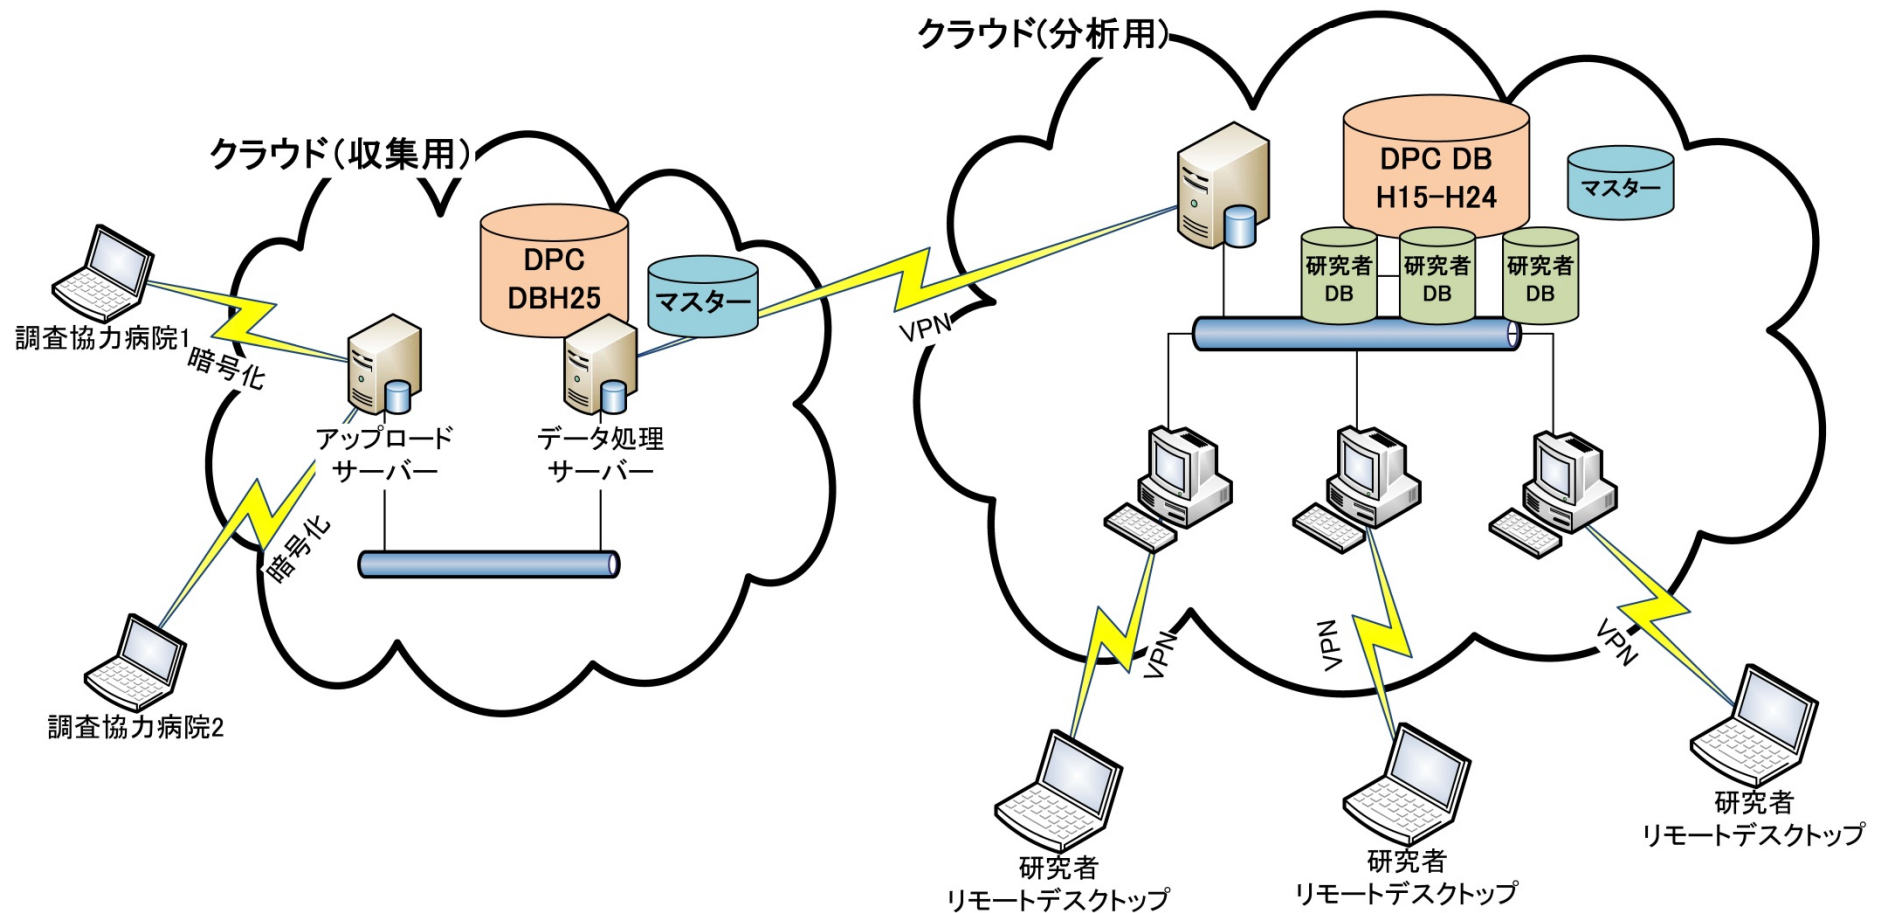 クラウド(分析用)
クラウド(収集用)
DPC DB
H15-H24
マスター
DPC
DBH25
マスター
研究者
DB
研究者
DB
研究者
DB
調査協力病院1
暗号化
VPN
アップロード
サーバー
データ処理
サーバー
暗号化
調査協力病院2
VPN
VPN
VPN
研究者
リモートデスクトップ
研究者
リモートデスクトップ
研究者
リモートデスクトップ